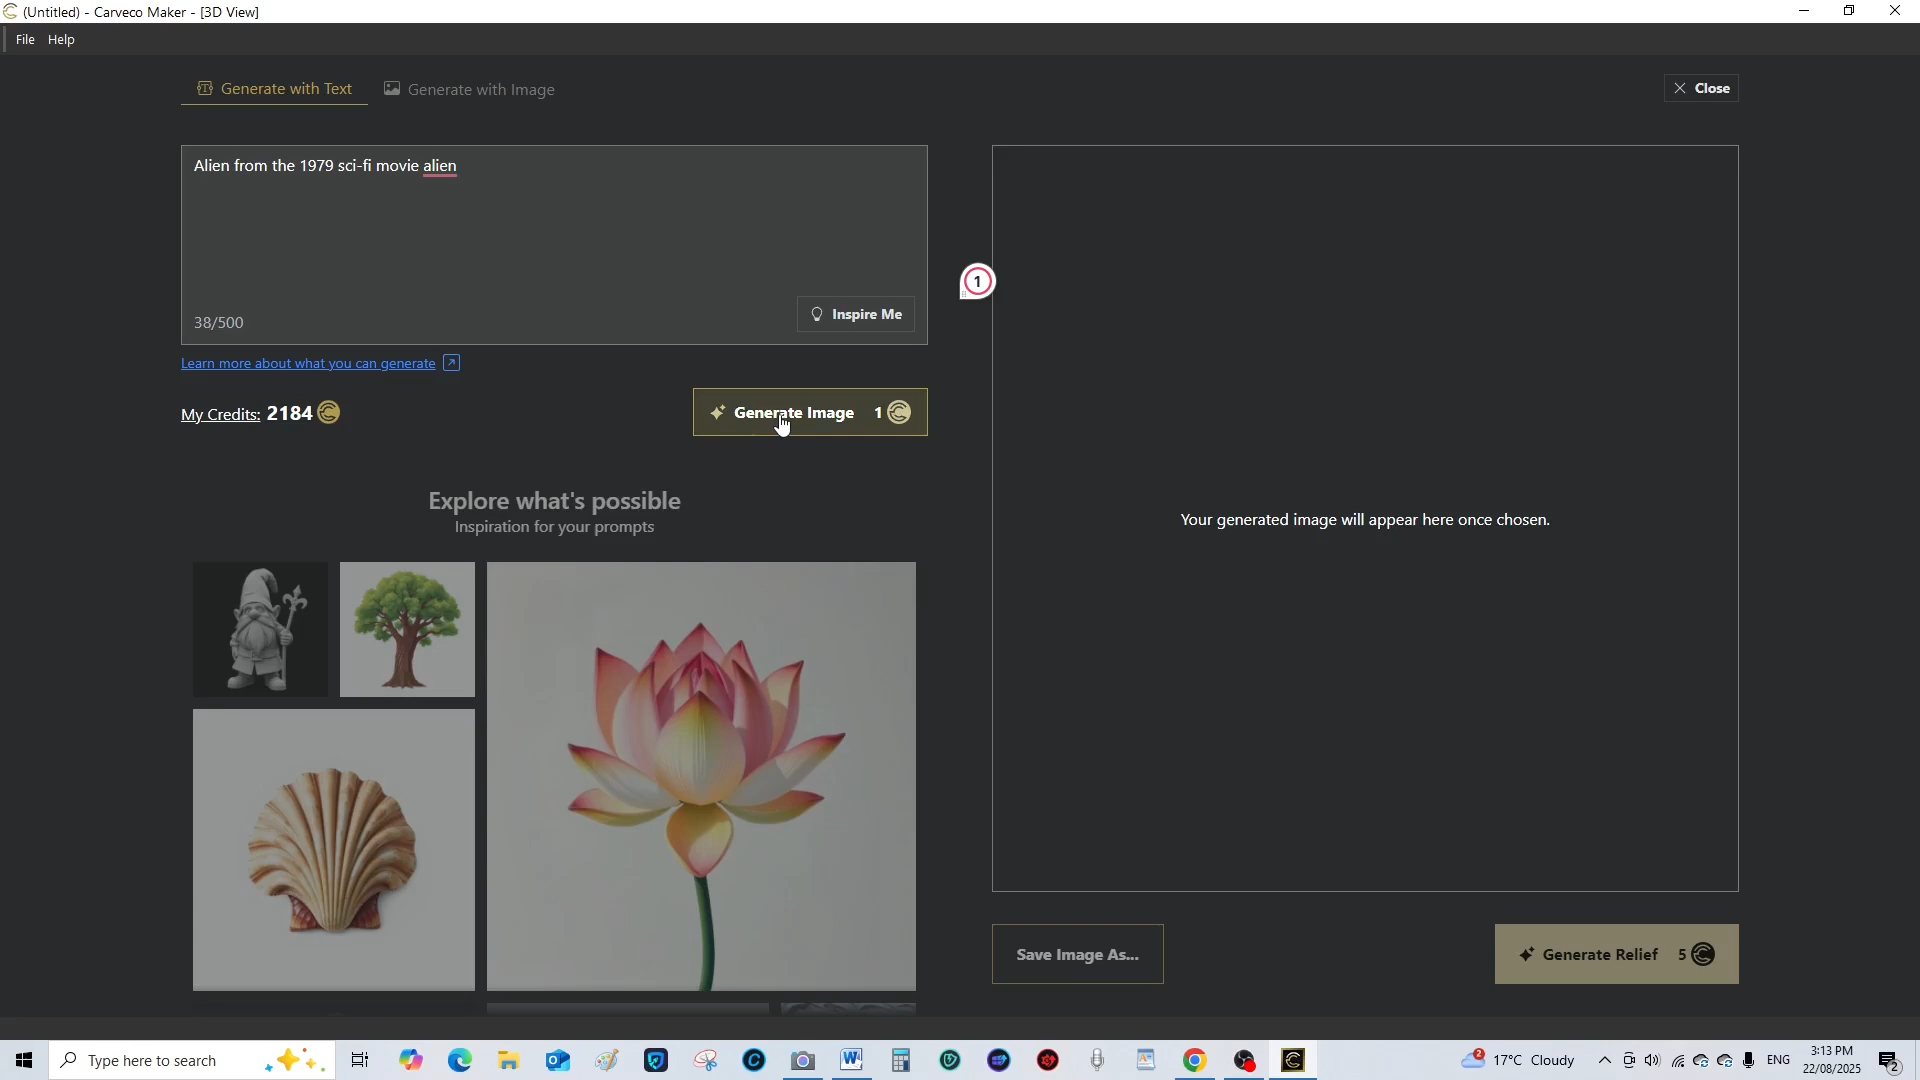 (Untitled) - Carveco Maker - [3D View]
File Help
Generate with Text
Generate with Image
Close
Alien from the 1979 sci-fi movie alien
1
38/500
Inspire Me
Learn more about what you can generate
My Credits: 2184
Generate Image 1
Explore what's possible
Inspiration for your prompts
Your generated image will appear here once chosen.
Save Image As...
Generate Relief 5
Type here to search
2
17°C Cloudy
ENG
3:13 PM
22/08/2025
2